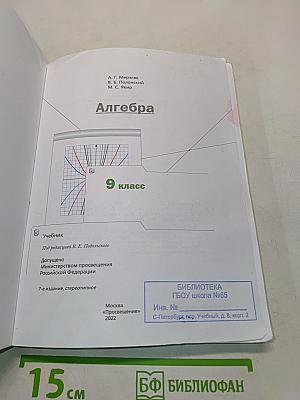 А. Г. Мерзляк
В. Б. Полонский
М. С. Якир
Алгебра
9 класс
Учебник
Под редакцией В. Е. Подольского
Допущено
Министерством просвещения
Российской Федерации
7-е издание, стереотипное
Москва
«Просвещение»
2022
БИБЛИОТЕКА
ГБОУ школа №65
Инв. №
С-Петербург, пер. Учебный, д. 8, корп. 2
15 см
БФ БИБЛИОФАН